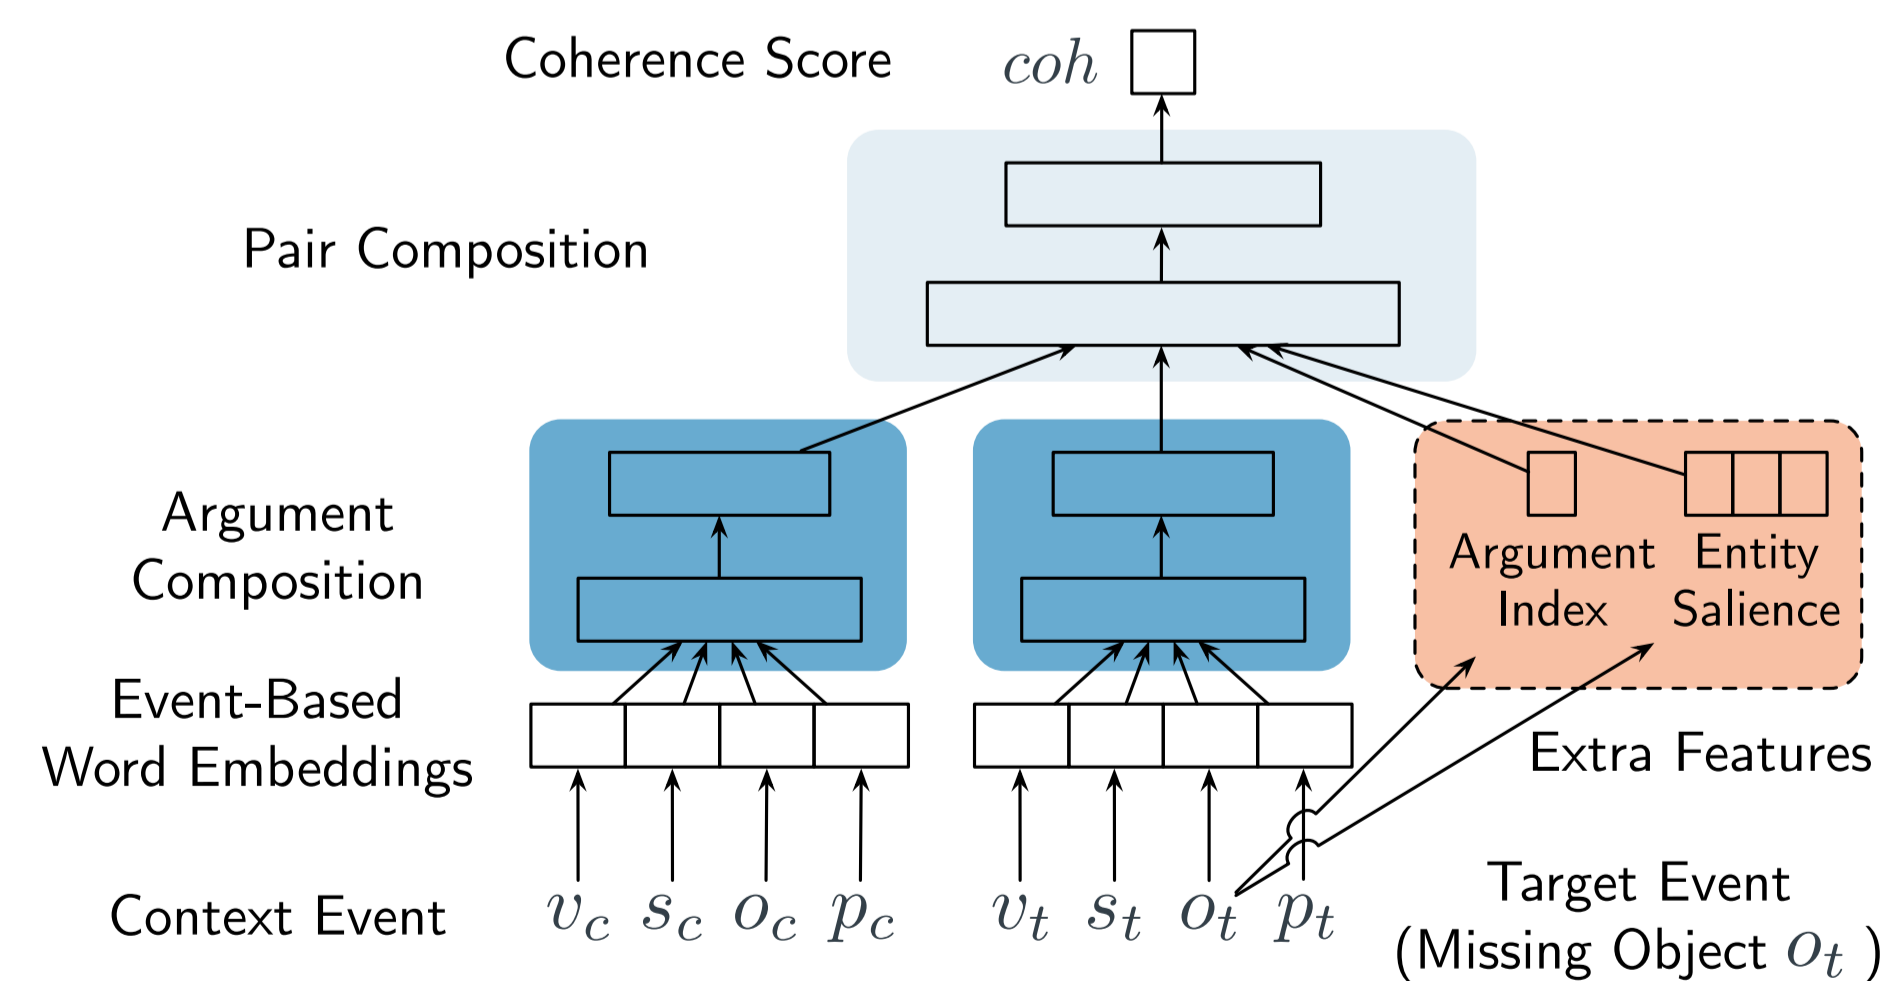 Coherence Score coh
Pair Composition
Argument
Composition
Argument Entity
Index Salience
Event-Based
Word Embeddings
Extra Features
Context Event v_c s_c o_c p_c v_t s_t o_t p_t
Target Event
(Missing Object o_t )